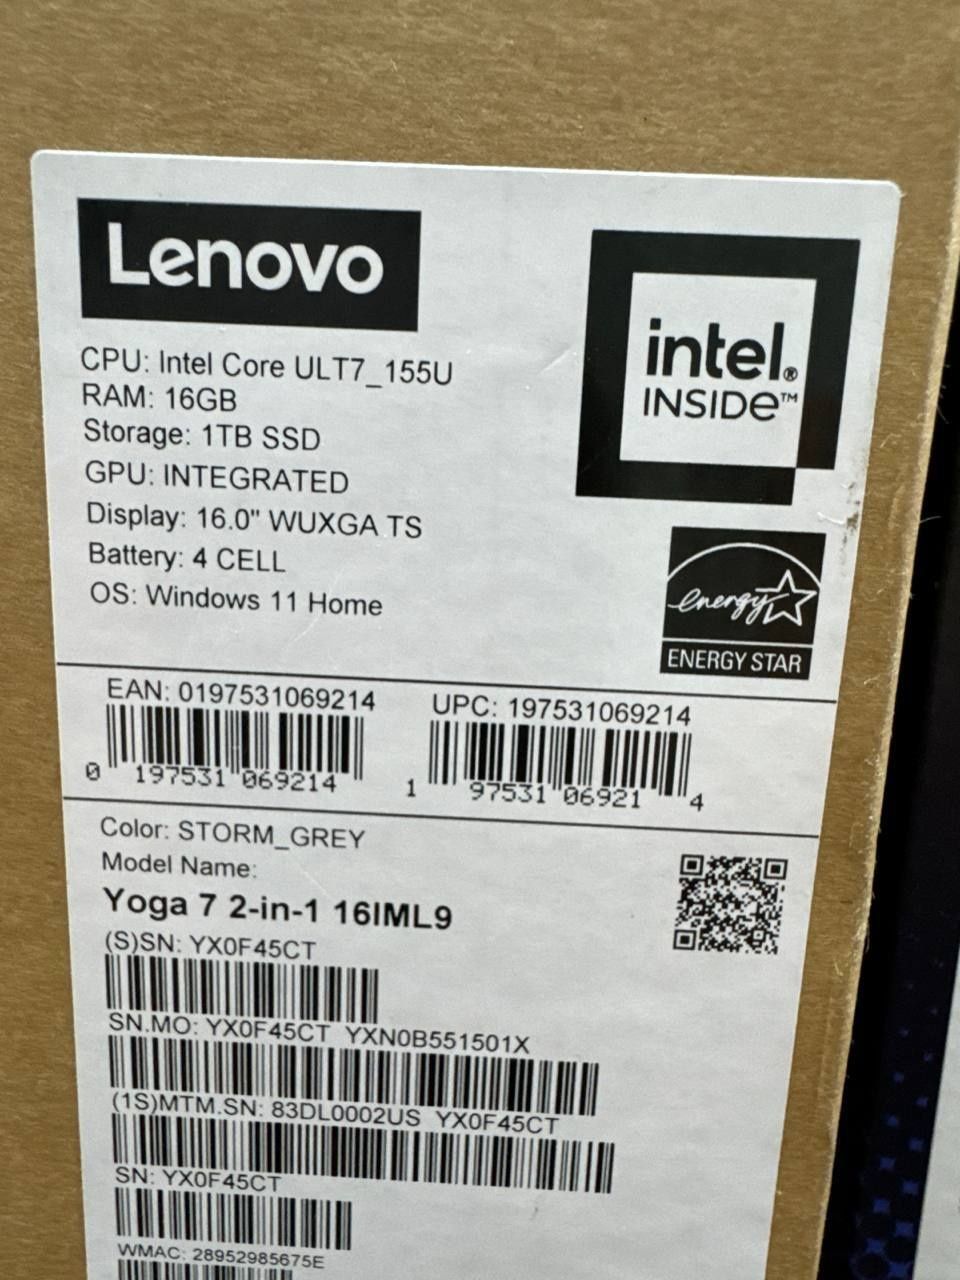 Lenovo
intel®
INSIDE™
CPU: Intel Core ULT7_155U
RAM: 16GB
Storage: 1TB SSD
GPU: INTEGRATED
Display: 16.0" WUXGA TS
Battery: 4 CELL
OS: Windows 11 Home
energy
ENERGY STAR
EAN: 0197531069214
0 197531 069214
UPC: 197531069214
1 97531 06921 4
Color: STORM_GREY
Model Name:
Yoga 7 2-in-1 16IML9
(S)SN: YX0F45CT
SN.MO: YX0F45CT YXN0B551501X
(1S)MTM.SN: 83DL0002US YX0F45CT
SN: YX0F45CT
WMAC: 28952985675E